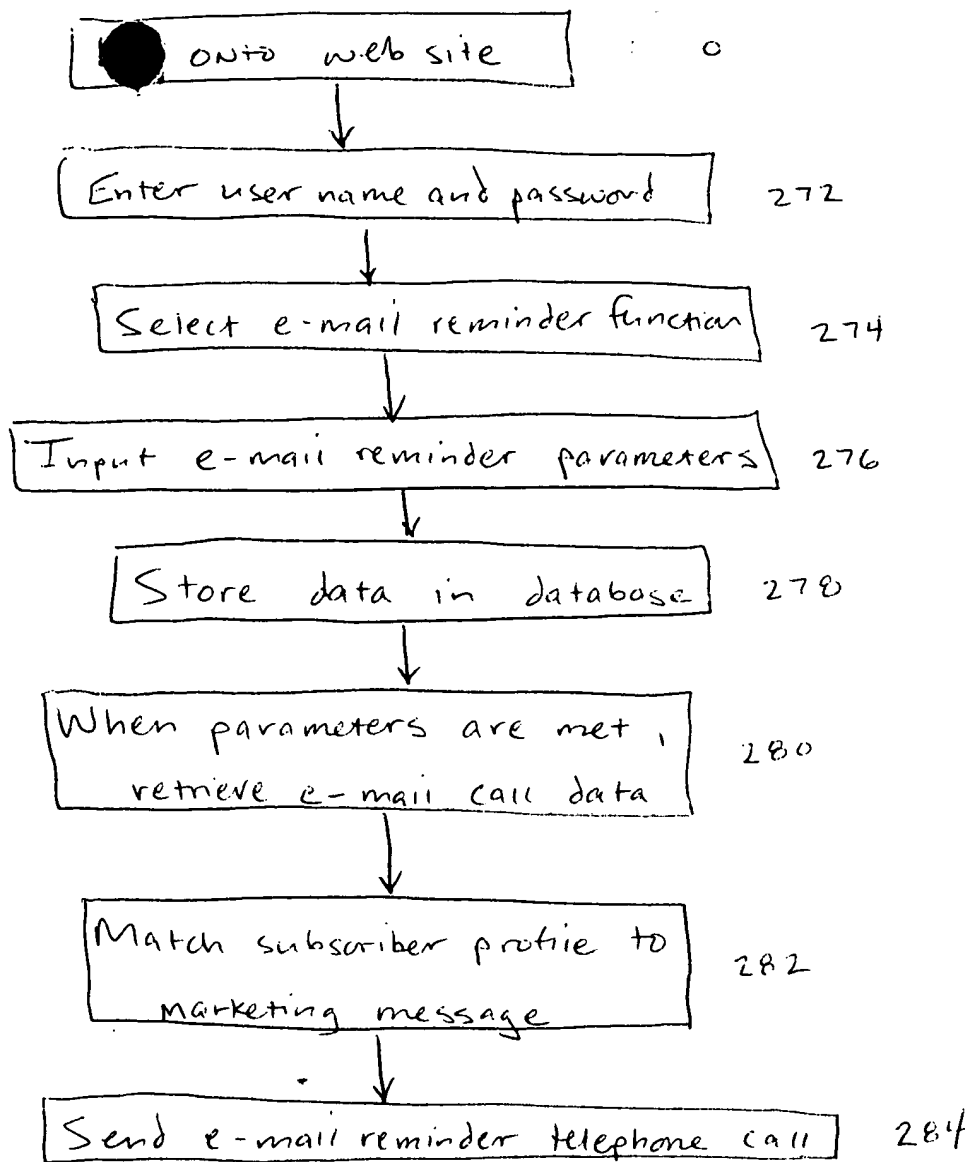 onto web site
Enter user name and password 272
Select e-mail reminder function 274
Input e-mail reminder parameters 276
Store data in database 278
When parameters are met, 280
retrieve e-mail call data
Match subscriber profile to 282
marketing message
Send e-mail reminder telephone call 284